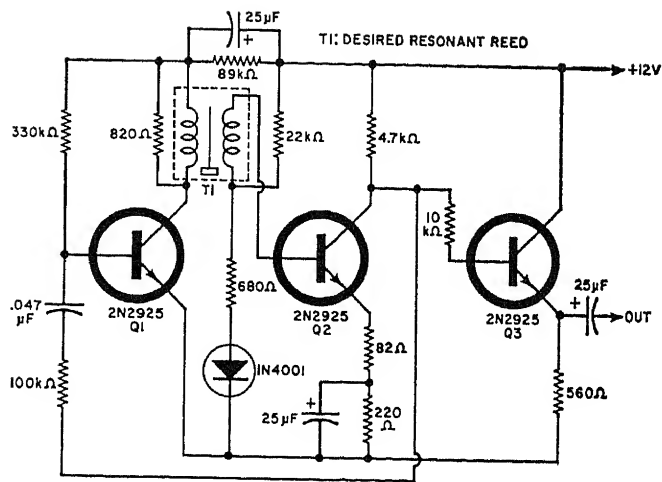 25µF
+
T1: DESIRED RESONANT REED
+12V
89kΩ
330kΩ
820Ω
22kΩ
4.7kΩ
T1
10
kΩ
.047
µF
2N2925
Q1
680Ω
2N2925
Q2
2N2925
Q3
25µF
+
OUT
1N4001
82Ω
100kΩ
+
25µF
220
Ω
560Ω